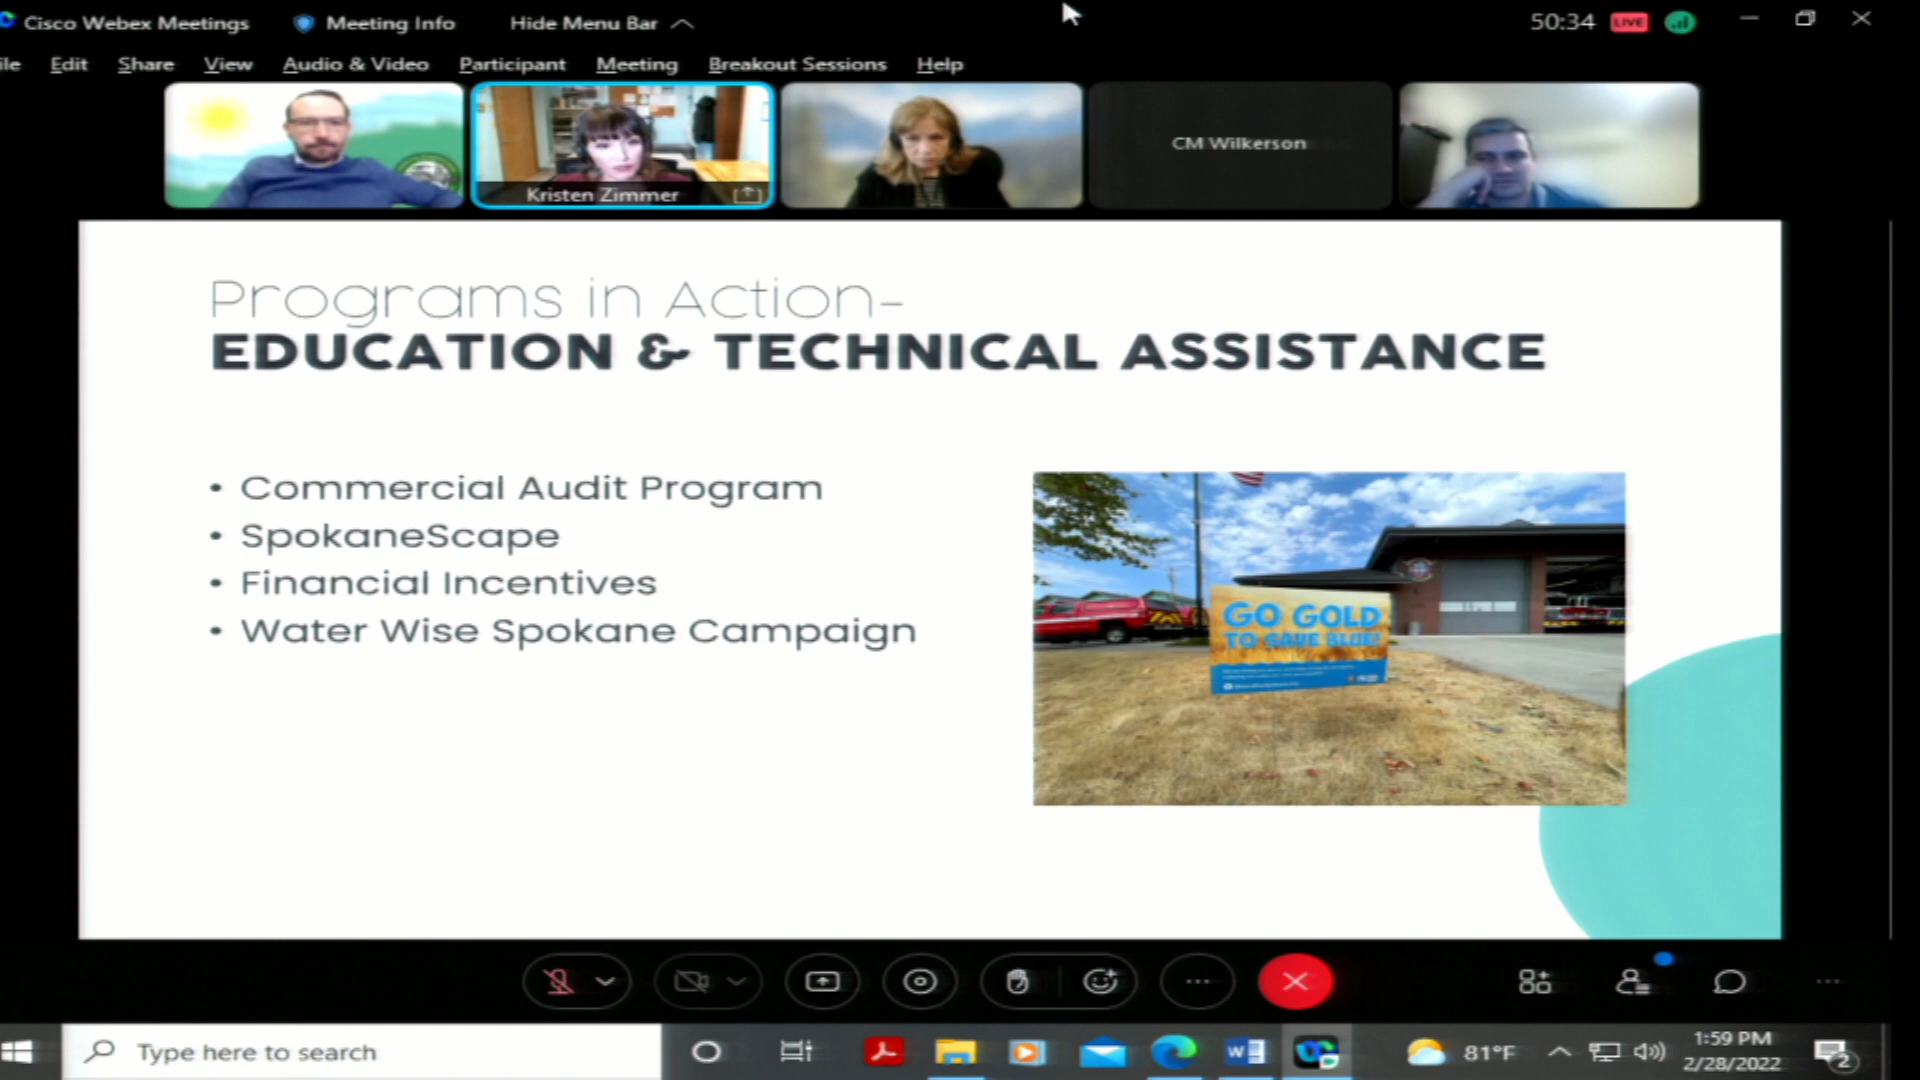 Cisco Webex Meetings
Meeting Info
Hide Menu Bar
50:34
LIVE
ile Edit Share View Audio & Video Participant Meeting Breakout Sessions Help
Kristen Zimmer
CM Wilkerson
Programs in Action-
EDUCATION & TECHNICAL ASSISTANCE
• Commercial Audit Program
• SpokaneScape
• Financial Incentives
• Water Wise Spokane Campaign
GO GOLD
TO SAVE BLUE!
Type here to search
81°F
1:59 PM
2/28/2022
2